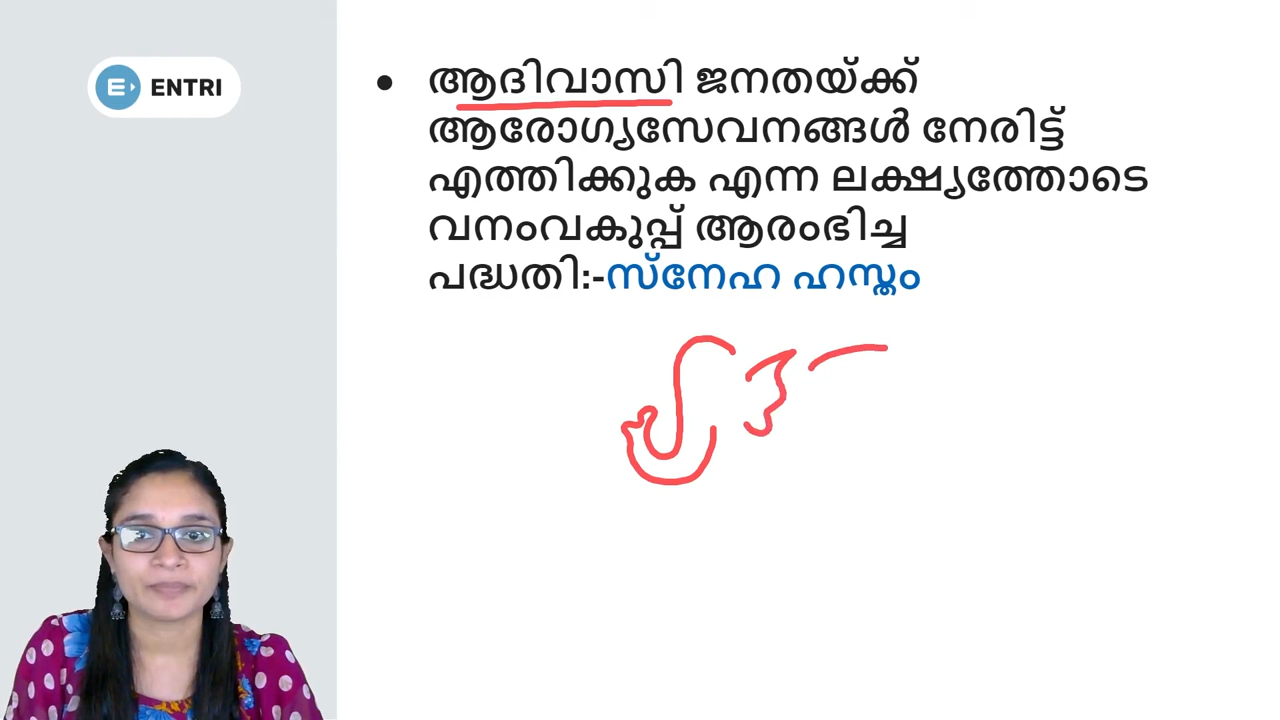 ENTRI
• ആദിവാസി ജനതയ്ക്ക്
ആരോഗ്യസേവനങ്ങൾ നേരിട്ട്
എത്തിക്കുക എന്ന ലക്ഷ്യത്തോടെ
വനംവകുപ്പ് ആരംഭിച്ച
പദ്ധതി:-സ്നേഹ ഹസ്തം